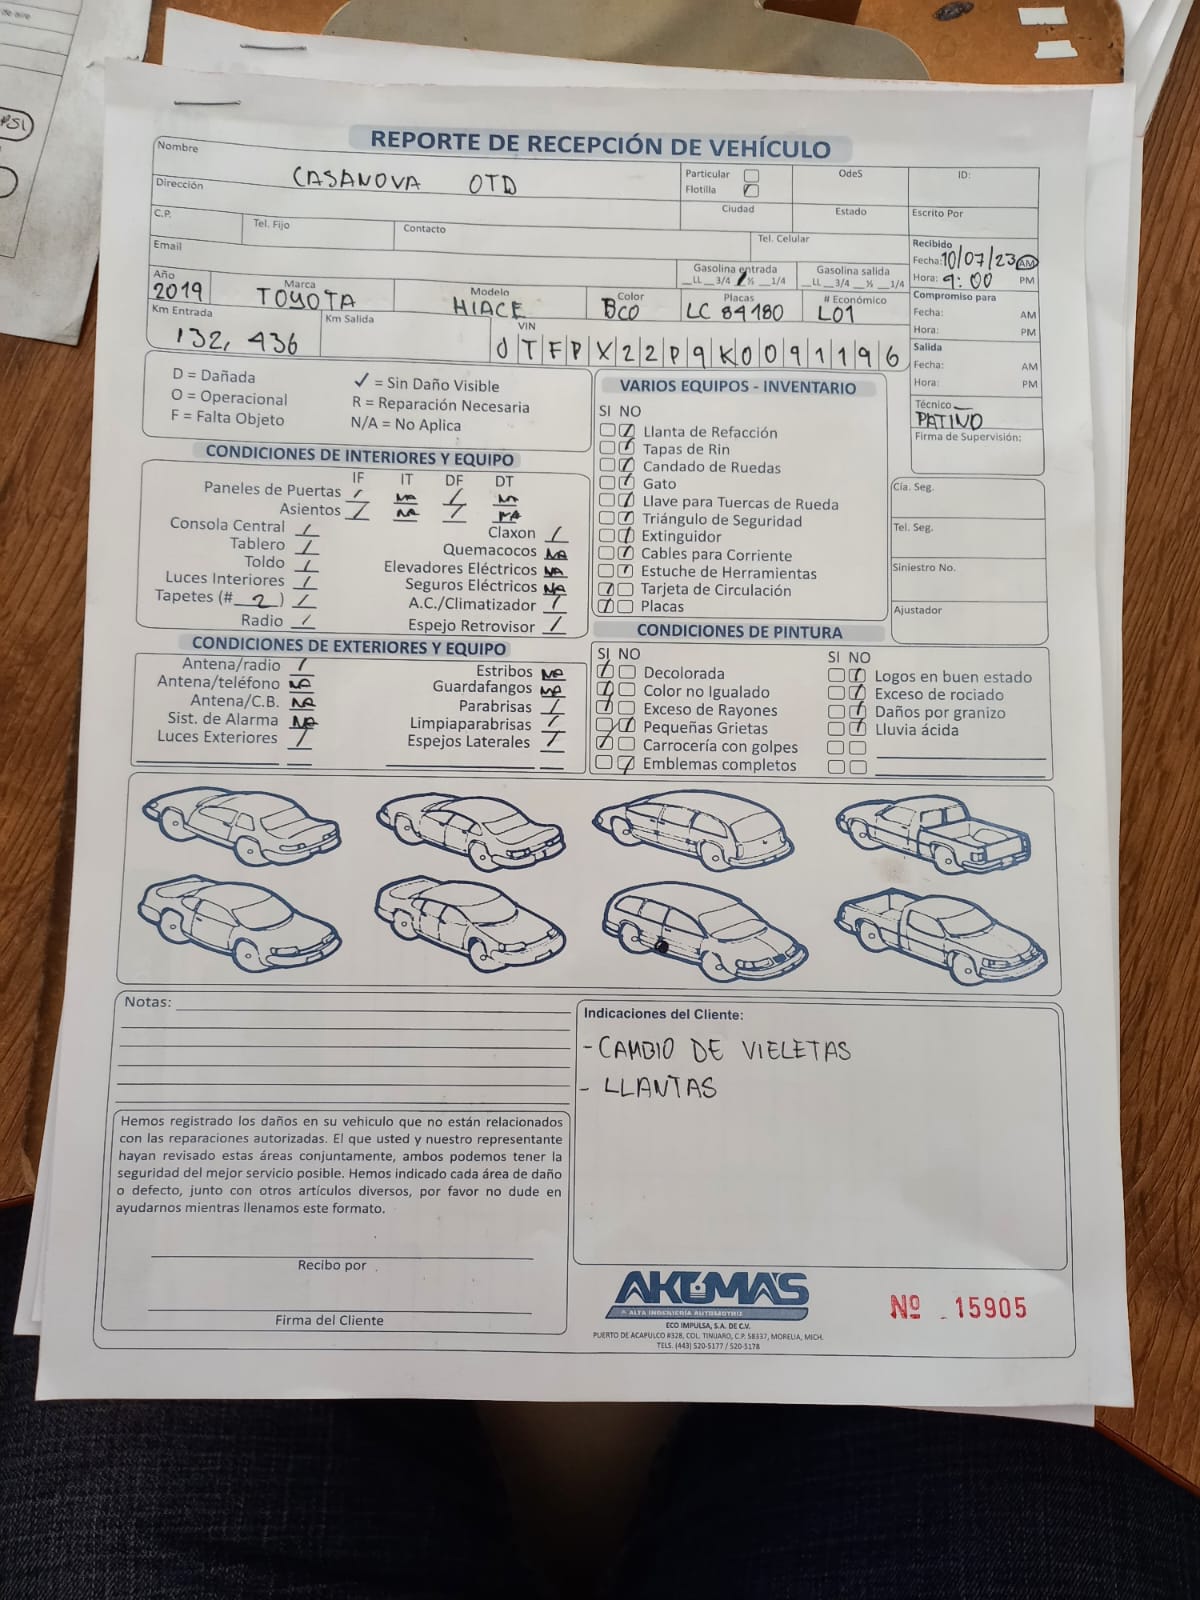 de aire
PSI
REPORTE DE RECEPCIÓN DE VEHÍCULO
Nombre CASANOVA OTD
Particular
Flotilla ✓
OdeS
ID:
Dirección
Ciudad
Estado
Escrito Por
C.P.
Tel. Fijo
Contacto
Tel. Celular
Email
Gasolina entrada
__LL __3/4 ✓ ½ __1/4
Gasolina salida
__LL __3/4 __½ __1/4
Recibido
Fecha: 10/07/23 AM
Hora: 9:00 PM
Año 2019
Marca TOYOTA
Modelo HIACE
Color BCO
Placas LC 84180
# Económico L01
Compromiso para
Fecha: AM
Hora: PM
Km Entrada 132,436
Km Salida
VIN JTFPX22P9K0091196
Salida
Fecha: AM
Hora: PM
Técnico PATINO
Firma de Supervisión:
D = Dañada
O = Operacional
F = Falta Objeto
✓ = Sin Daño Visible
R = Reparación Necesaria
N/A = No Aplica
CONDICIONES DE INTERIORES Y EQUIPO
IF IT DF DT
Paneles de Puertas / NA / NA
Asientos / NA / NA
Consola Central /
Tablero /
Toldo /
Luces Interiores /
Tapetes (# 2 ) /
Radio /
Claxon /
Quemacocos NA
Elevadores Eléctricos NA
Seguros Eléctricos NA
A.C./Climatizador /
Espejo Retrovisor /
CONDICIONES DE EXTERIORES Y EQUIPO
Antena/radio /
Antena/teléfono NA
Antena/C.B. NA
Sist. de Alarma NA
Luces Exteriores /
Estribos NA
Guardafangos NA
Parabrisas /
Limpiaparabrisas /
Espejos Laterales /
VARIOS EQUIPOS - INVENTARIO
SI NO
Llanta de Refacción
Tapas de Rin
Candado de Ruedas
Gato
Llave para Tuercas de Rueda
Triángulo de Seguridad
Extinguidor
Cables para Corriente
Estuche de Herramientas
Tarjeta de Circulación
Placas
Cía. Seg.
Tel. Seg.
Siniestro No.
Ajustador
CONDICIONES DE PINTURA
SI NO
Decolorada
Color no Igualado
Exceso de Rayones
Pequeñas Grietas
Carrocería con golpes
Emblemas completos
SI NO
Logos en buen estado
Exceso de rociado
Daños por granizo
Lluvia ácida
Notas:
Indicaciones del Cliente:
- CAMBIO DE VIELETAS
- LLANTAS
Hemos registrado los daños en su vehiculo que no están relacionados
con las reparaciones autorizadas. El que usted y nuestro representante
hayan revisado estas áreas conjuntamente, ambos podemos tener la
seguridad del mejor servicio posible. Hemos indicado cada área de daño
o defecto, junto con otros artículos diversos, por favor no dude en
ayudarnos mientras llenamos este formato.
Recibo por
Firma del Cliente
AKUMAS
ALTA INGENIERÍA AUTOMOTRIZ
ECO IMPULSA, S.A. DE C.V.
PUERTO DE ACAPULCO #328, COL. TINIJARO, C.P. 58337, MORELIA, MICH.
TELS. (443) 520-5177 / 520-5178
Nº 15905